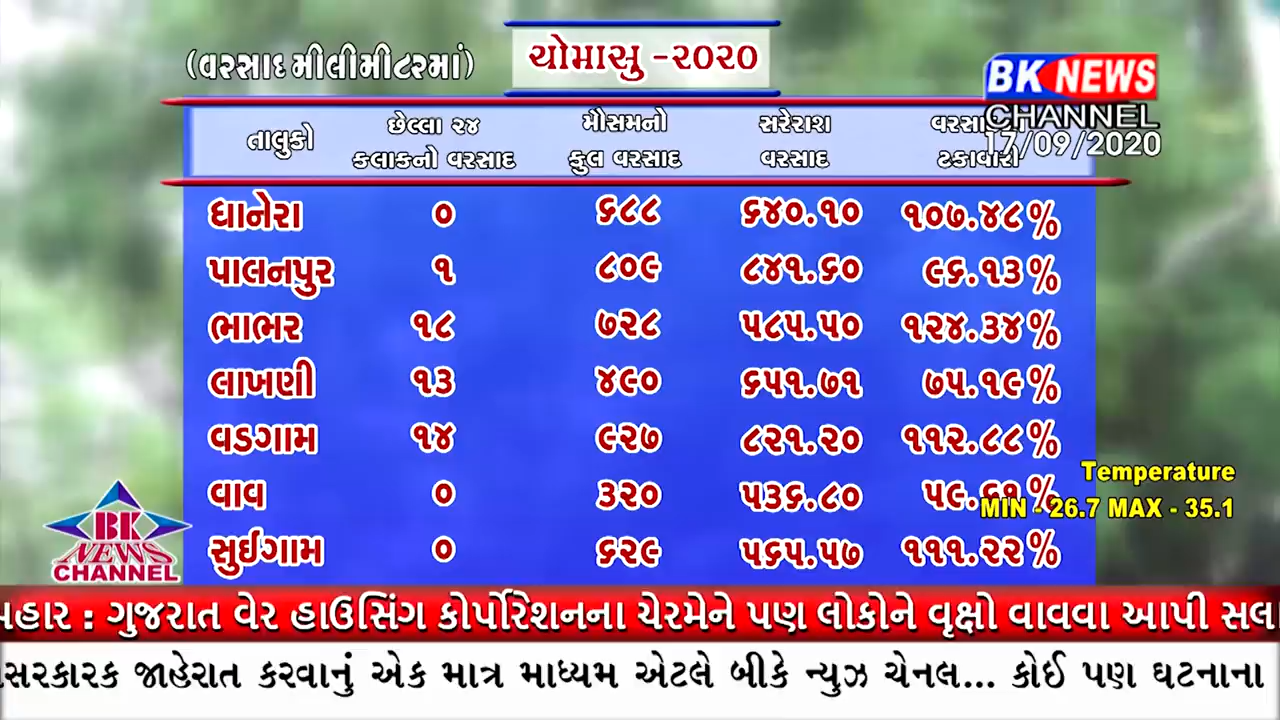 (વરસાદ મીલીમીટરમાં)
ચોમાસુ -૨૦૨૦
BK NEWS
CHANNEL
17/09/2020
તાલુકો છેલ્લા ૨૪ કલાકનો વરસાદ મૌસમનો કુલ વરસાદ સરેરાશ વરસાદ ટકાવારી
ધાનેરા ૦ ૬૮૮ ૬૪૦.૧૦ ૧૦૭.૪૮%
પાલનપુર ૧ ૮૦૯ ૮૪૧.૬૦ ૯૬.૧૩%
ભાભર ૧૮ ૭૨૮ ૫૮૫.૫૦ ૧૨૪.૩૪%
લાખણી ૧૩ ૪૯૦ ૬૫૧.૭૧ ૭૫.૧૯%
વડગામ ૧૪ ૯૨૭ ૮૨૧.૨૦ ૧૧૨.૮૮%
વાવ ૦ ૩૨૦ ૫૩૬.૮૦ ૫૯.૬૧%
સુઈગામ ૦ ૬૨૯ ૫૬૫.૫૭ ૧૧૧.૨૨%
Temperature
MIN - 26.7 MAX - 35.1
BK
NEWS
CHANNEL
: ગુજરાત વેર હાઉસિંગ કોર્પોરેશનના ચેરમેને પણ લોકોને વૃક્ષો વાવવા આપી
જાહેરાત કરવાનું એક માત્ર માધ્યમ એટલે બીકે ન્યુઝ ચેનલ... કોઈ પણ ઘટનાના